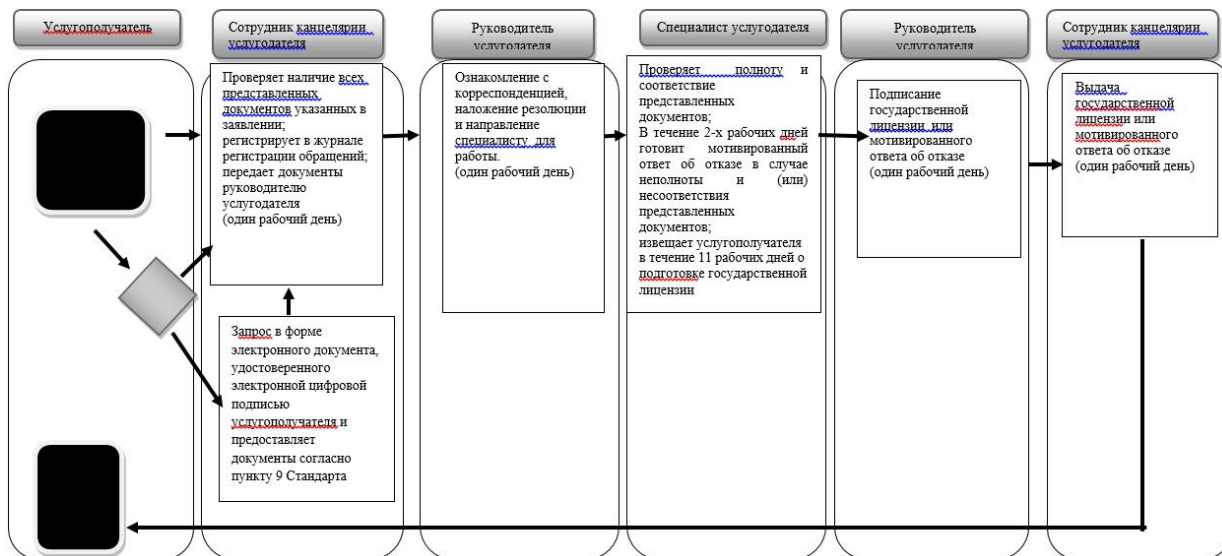 Услугополучатель
Сотрудник канцелярии
услугодателя
Руководитель
услугодателя
Специалист услугодателя
Руководитель
услугодателя
Сотрудник канцелярии
услугодателя
Проверяет наличие всех
представленных
документов указанных в
заявлении;
регистрирует в журнале
регистрации обращений;
передает документы
руководителю
услугодателя
(один рабочий день)
Запрос в форме
электронного документа,
удостоверенного
электронной цифровой
подписью
услугополучателя и
предоставляет
документы согласно
пункту 9 Стандарта
Ознакомление с
корреспонденцией,
наложение резолюции
и направление
специалисту для
работы.
(один рабочий день)
Проверяет полноту и
соответствие
представленных
документов;
В течение 2-х рабочих дней
готовит мотивированный
ответ об отказе в случае
неполноты и (или)
несоответствия
представленных
документов;
извещает услугополучателя
в течение 11 рабочих дней о
подготовке государственной
лицензии
Подписание
государственной
лицензии или
мотивированного
ответа об отказе
(один рабочий день)
Выдача
государственной
лицензии или
мотивированного
ответа об отказе
(один рабочий день)